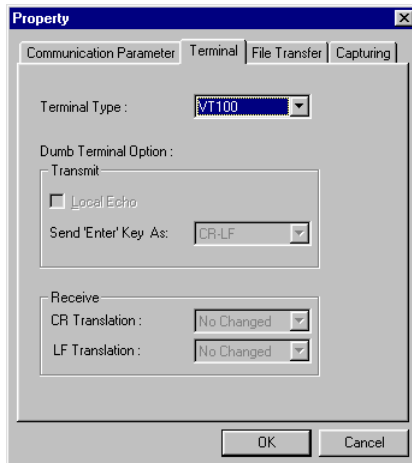 Property
Communication Parameter Terminal File Transfer Capturing
Terminal Type : VT100
Dumb Terminal Option :
Transmit
Local Echo
Send 'Enter' Key As: CR-LF
Receive
CR Translation : No Changed
LF Translation : No Changed
OK Cancel